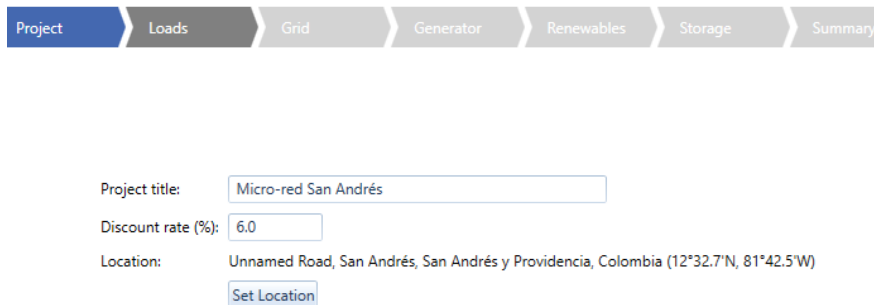 Project Loads Grid Generator Renewables Storage Summary
Project title: Micro-red San Andrés
Discount rate (%): 6.0
Location: Unnamed Road, San Andrés, San Andrés y Providencia, Colombia (12°32.7'N, 81°42.5'W)
Set Location